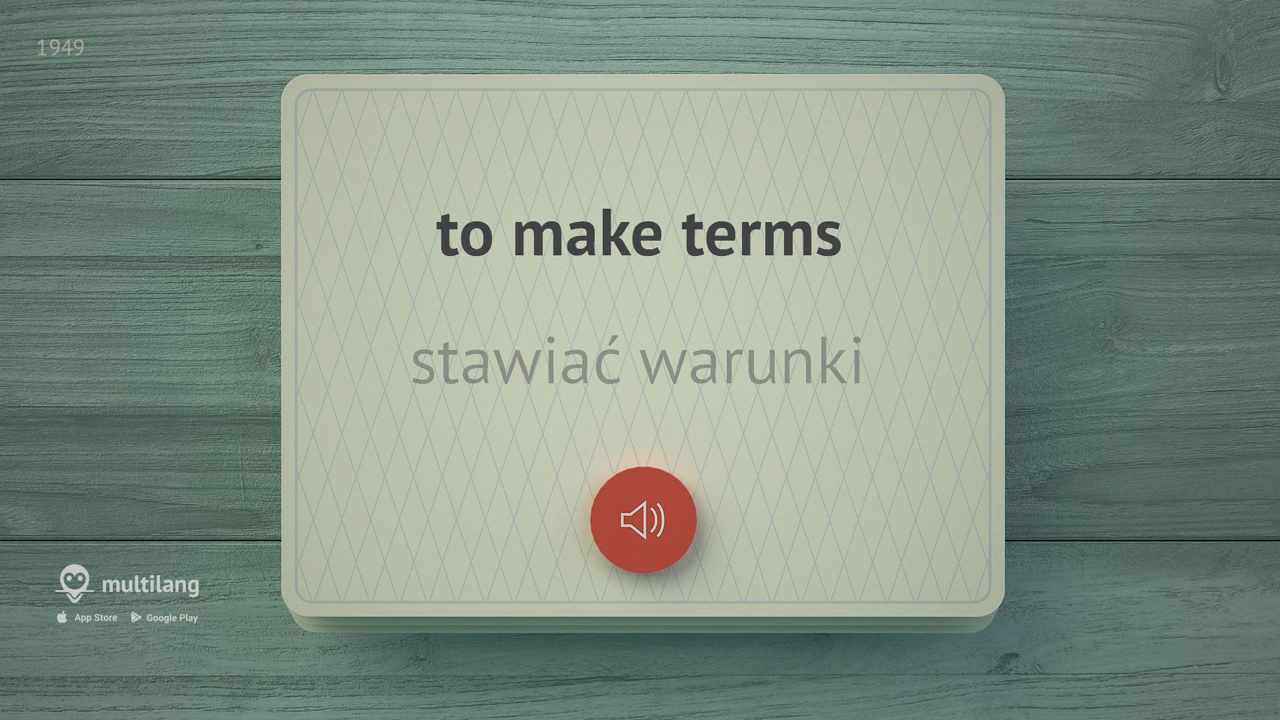 1949
to make terms
stawiać warunki
multilang
App Store
Google Play